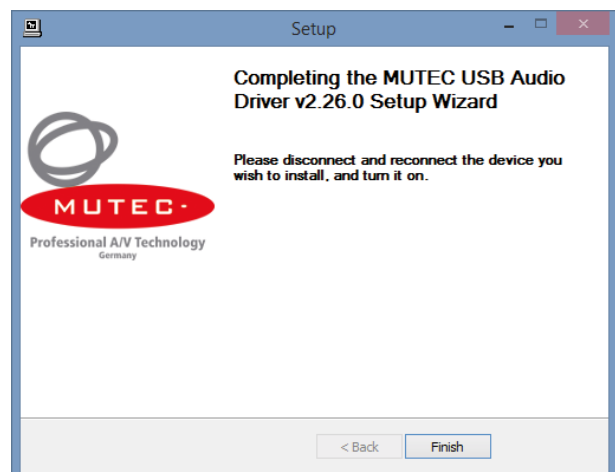 Setup
Completing the MUTEC USB Audio
Driver v2.26.0 Setup Wizard
Please disconnect and reconnect the device you
wish to install, and turn it on.
MUTEC
Professional A/V Technology
Germany
< Back
Finish